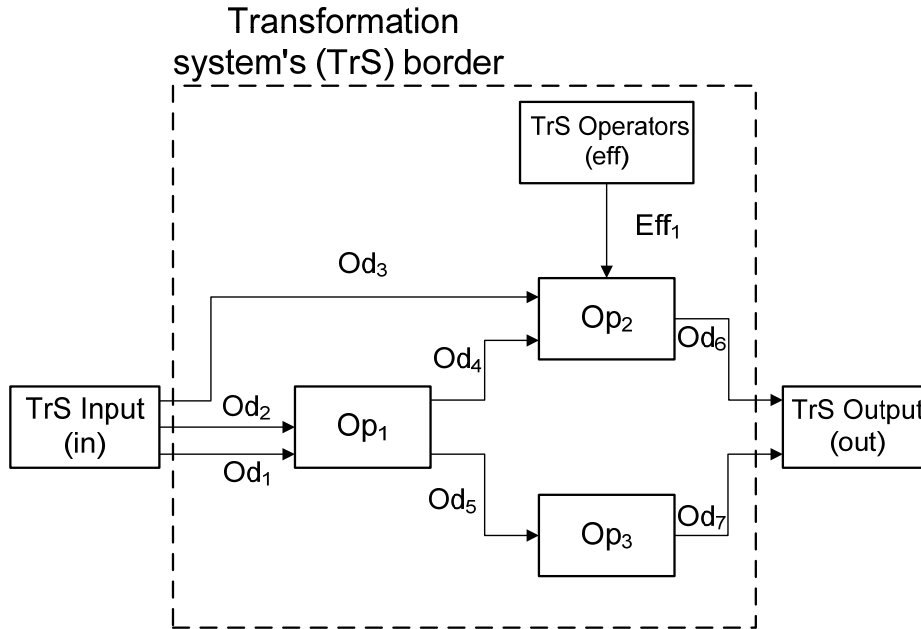 Transformation
system's (TrS) border
TrS Operators
(eff)
Eff₁
Od₃
Op₂
Od₄
Od₆
TrS Input
(in)
Od₂
Od₁
Op₁
TrS Output
(out)
Od₅
Op₃
Od₇